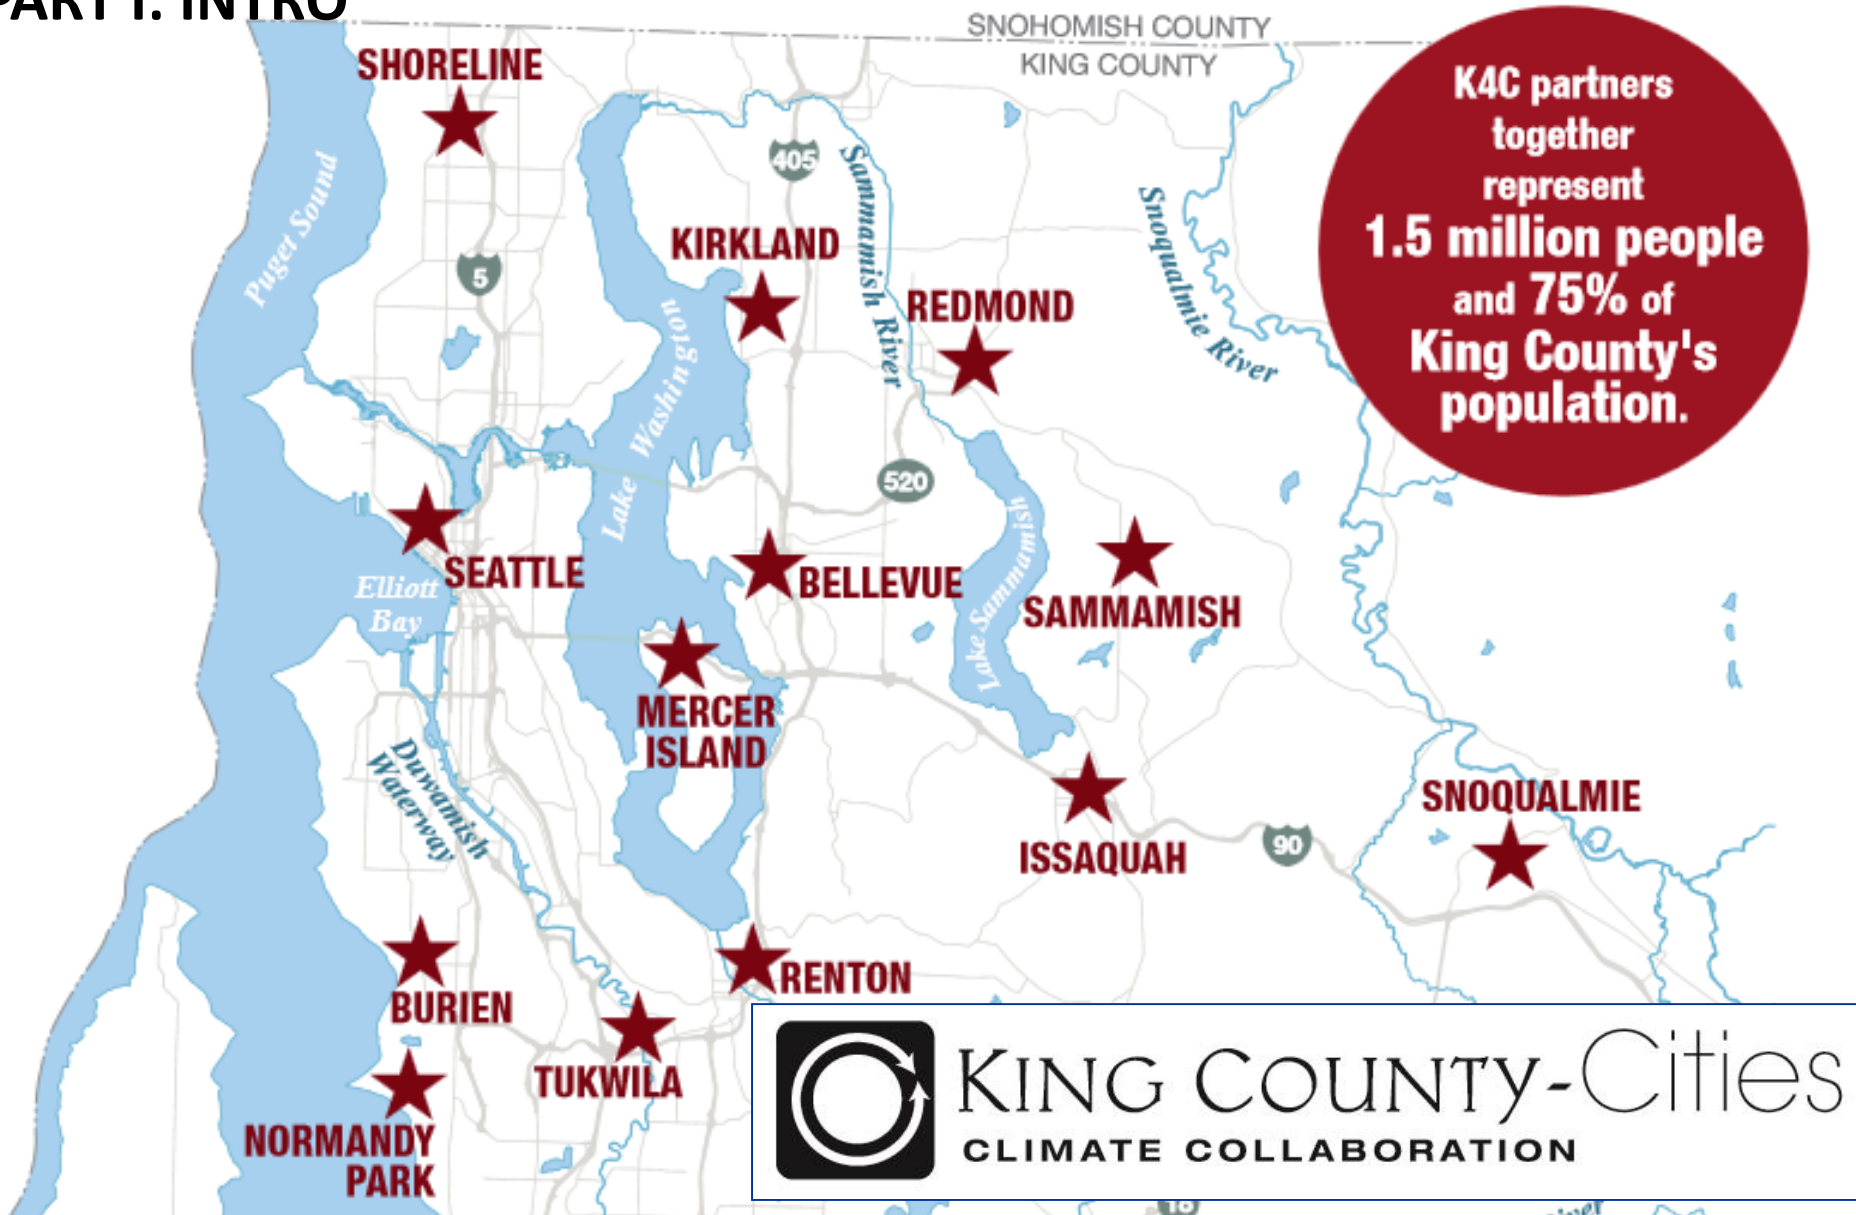 PART I: INTRO
SNOHOMISH COUNTY
KING COUNTY
K4C partners
together
represent
1.5 million people
and 75% of
King County's
population.
SHORELINE
405
Puget Sound
Sammamish River
Snoqualmie River
KIRKLAND
5
REDMOND
Lake Washington
520
SEATTLE
Elliott
Bay
BELLEVUE
Lake Sammamish
SAMMAMISH
MERCER
ISLAND
Duwamish
Waterway
SNOQUALMIE
ISSAQUAH
90
BURIEN
RENTON
TUKWILA
NORMANDY
PARK
KING COUNTY-Cities
CLIMATE COLLABORATION
18